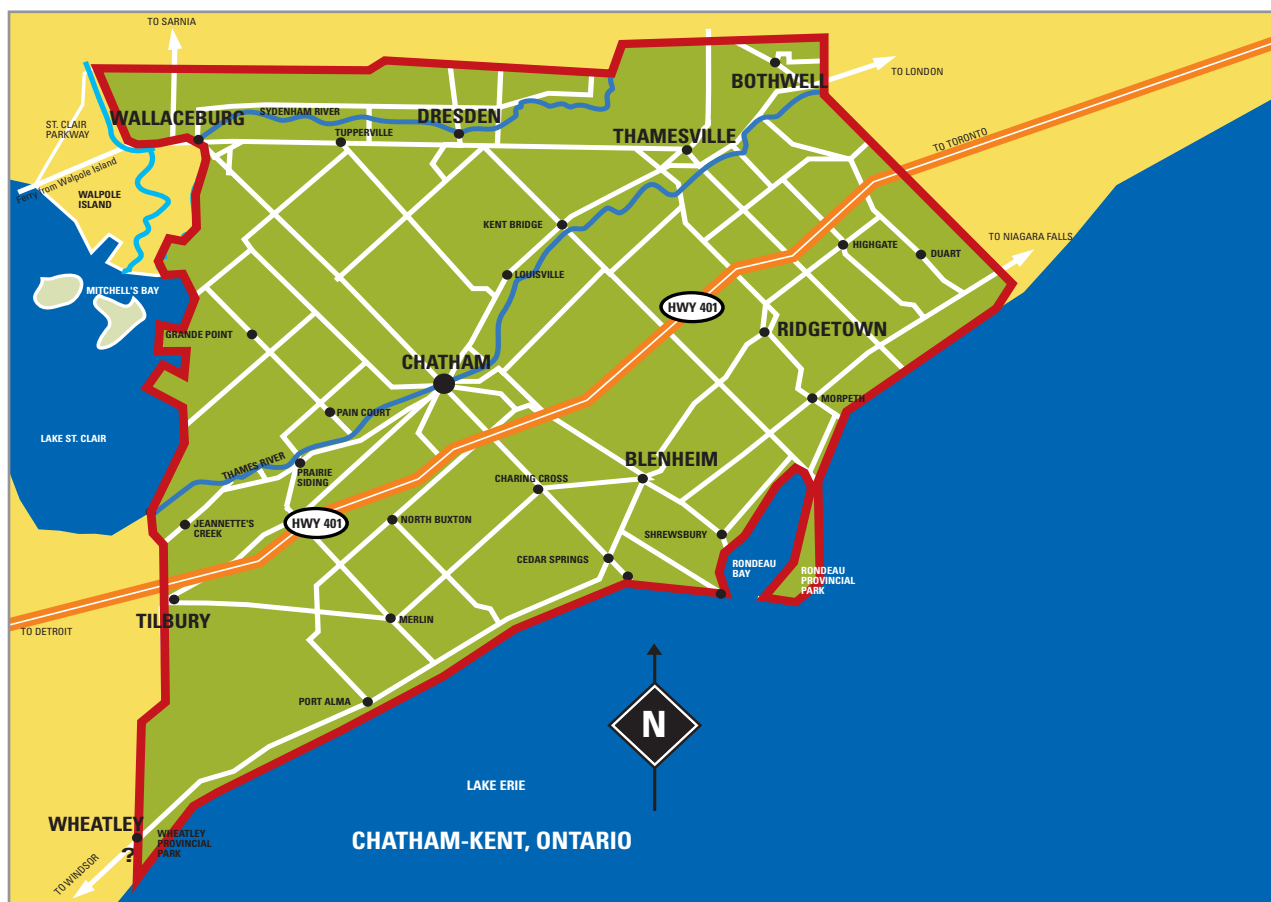 TO SARNIA
BOTHWELL
TO LONDON
ST. CLAIR
PARKWAY
WALLACEBURG
SYDENHAM RIVER
DRESDEN
TUPPERVILLE
THAMESVILLE
TO TORONTO
Ferry from Walpole Island
WALPOLE
ISLAND
KENT BRIDGE
TO NIAGARA FALLS
HIGHGATE
DUART
LOUISVILLE
MITCHELL'S BAY
HWY 401
GRANDE POINT
RIDGETOWN
CHATHAM
MORPETH
PAIN COURT
LAKE ST. CLAIR
BLENHEIM
THAMES RIVER
PRAIRIE
SIDING
CHARING CROSS
HWY 401
NORTH BUXTON
JEANNETTE'S
CREEK
SHREWSBURY
CEDAR SPRINGS
RONDEAU
BAY
RONDEAU
PROVINCIAL
PARK
TILBURY
MERLIN
TO DETROIT
PORT ALMA
N
LAKE ERIE
WHEATLEY
WHEATLEY
PROVINCIAL
PARK
?
CHATHAM-KENT, ONTARIO
TO WINDSOR